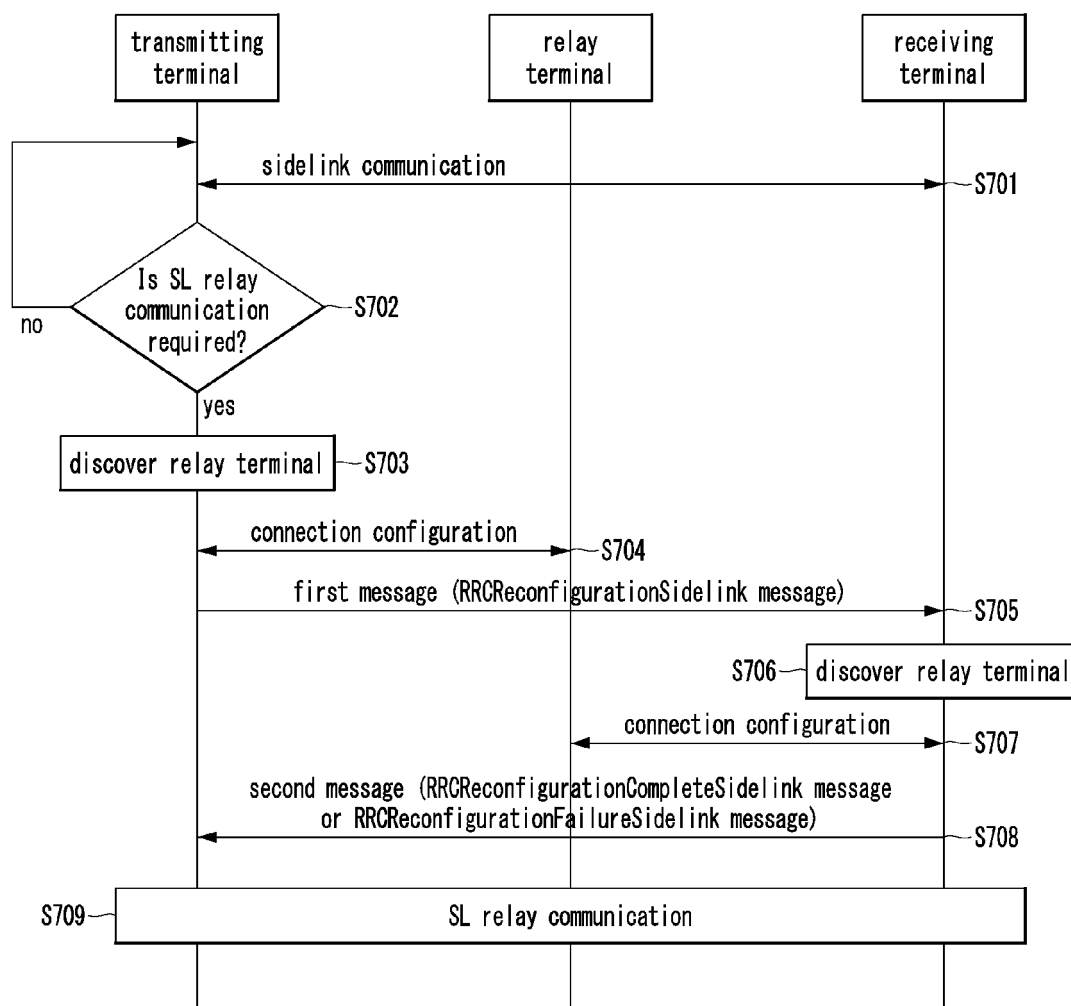 transmitting
terminal
relay
terminal
receiving
terminal
sidelink communication
S701
Is SL relay
communication
required?
S702
no
yes
discover relay terminal
S703
connection configuration
S704
first message (RRCReconfigurationSidelink message)
S705
S706
discover relay terminal
connection configuration
S707
second message (RRCReconfigurationCompleteSidelink message
or RRCReconfigurationFailureSidelink message)
S708
S709
SL relay communication